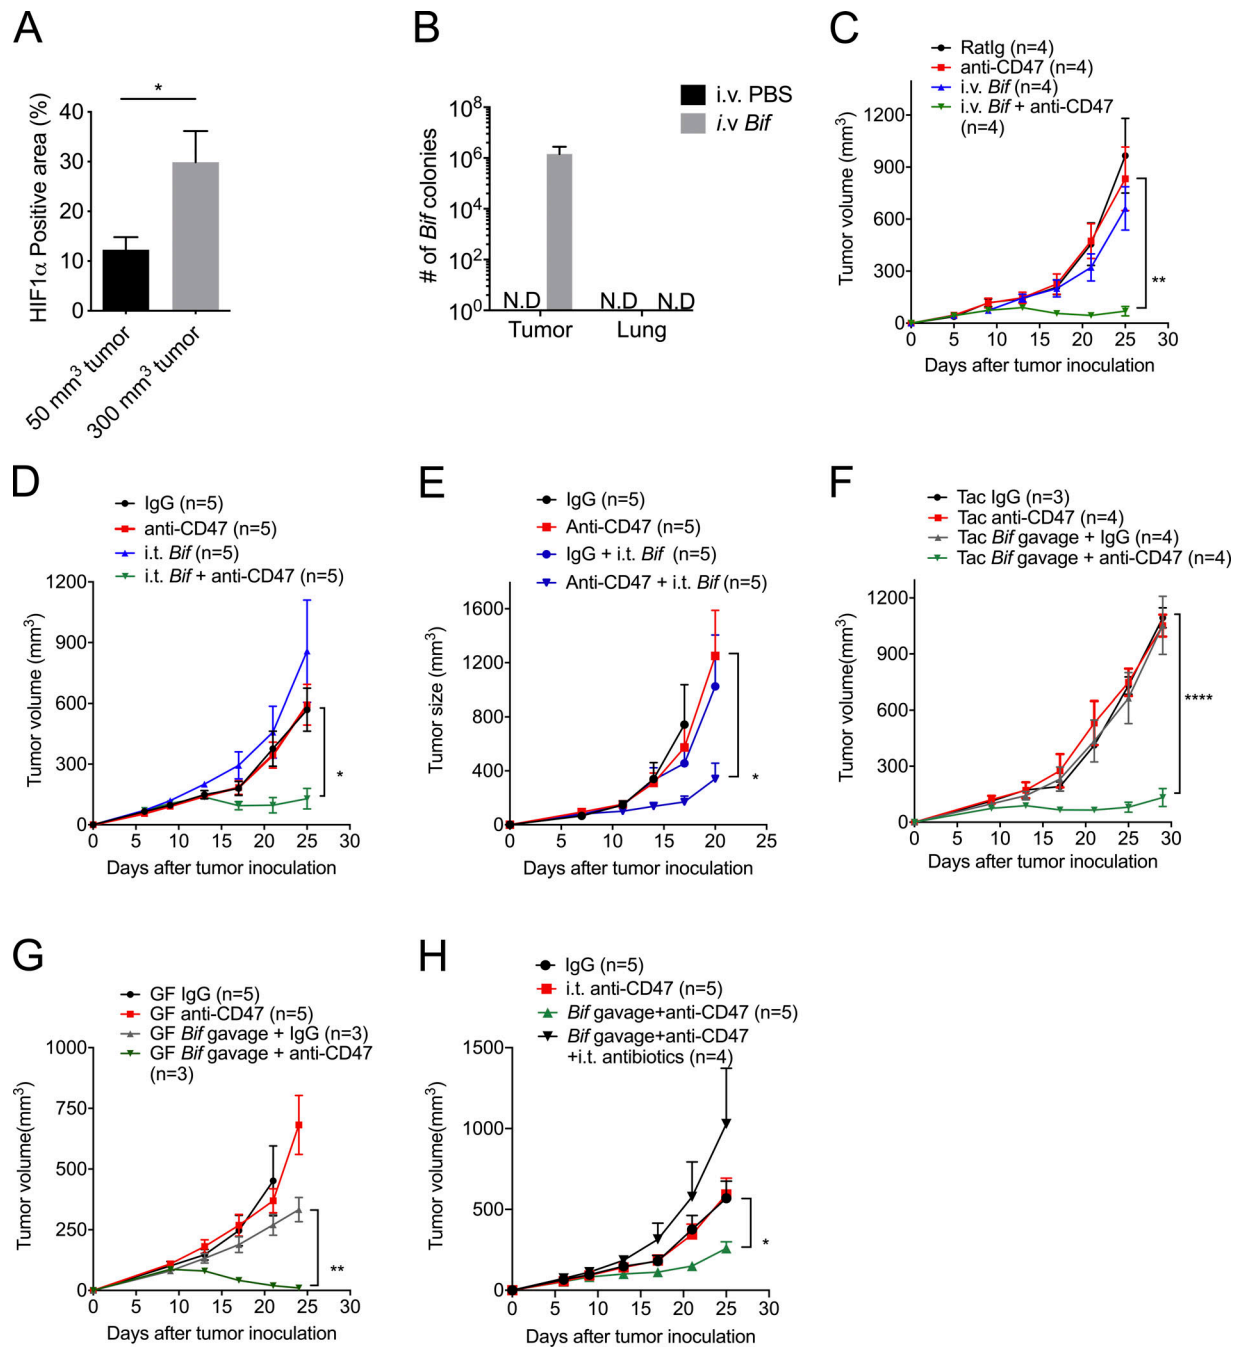 A
*
HIF1α Positive area (%)
40
30
20
10
0
50 mm³ tumor
300 mm³ tumor
B
i.v. PBS
i.v Bif
# of Bif colonies
10⁸
10⁶
10⁴
10²
10⁰
N.D
N.D
N.D
Tumor
Lung
C
RatIg (n=4)
anti-CD47 (n=4)
i.v. Bif (n=4)
i.v. Bif + anti-CD47
(n=4)
Tumor volume (mm³)
1200
900
600
300
0
**
0 5 10 15 20 25 30
Days after tumor inoculation
D
IgG (n=5)
anti-CD47 (n=5)
i.t. Bif (n=5)
i.t. Bif + anti-CD47 (n=5)
Tumor volume (mm³)
1200
900
600
300
0
*
0 5 10 15 20 25 30
Days after tumor inoculation
E
IgG (n=5)
Anti-CD47 (n=5)
IgG + i.t. Bif (n=5)
Anti-CD47 + i.t. Bif (n=5)
Tumor size (mm³)
1600
1200
800
400
0
*
0 5 10 15 20 25
Days after tumor inoculation
F
Tac IgG (n=3)
Tac anti-CD47 (n=4)
Tac Bif gavage + IgG (n=4)
Tac Bif gavage + anti-CD47 (n=4)
Tumor volume(mm³)
1200
900
600
300
0
****
0 5 10 15 20 25 30
Days after tumor inoculation
G
GF IgG (n=5)
GF anti-CD47 (n=5)
GF Bif gavage + IgG (n=3)
GF Bif gavage + anti-CD47
(n=3)
Tumor volume(mm³)
1000
750
500
250
0
**
0 5 10 15 20 25 30
Days after tumor inoculation
H
IgG (n=5)
i.t. anti-CD47 (n=5)
Bif gavage+anti-CD47 (n=5)
Bif gavage+anti-CD47
+i.t. antibiotics (n=4)
Tumor volume(mm³)
1500
1000
500
0
*
0 5 10 15 20 25 30
Days after tumor inoculation